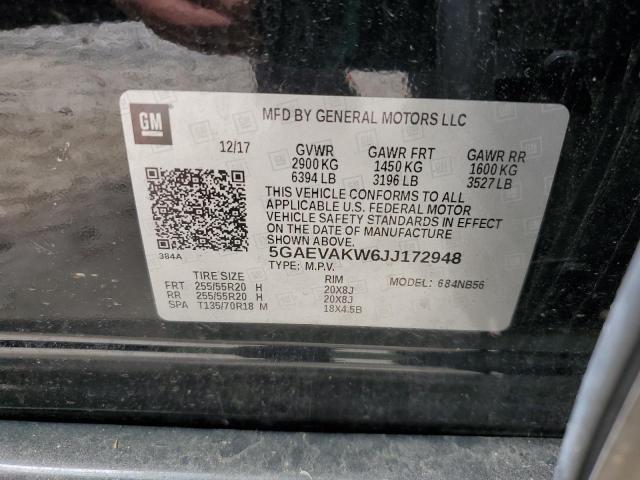 GM
MFD BY GENERAL MOTORS LLC
12/17 GVWR GAWR FRT GAWR RR
2900 KG 1450 KG 1600 KG
6394 LB 3196 LB 3527 LB
THIS VEHICLE CONFORMS TO ALL
APPLICABLE U.S. FEDERAL MOTOR
VEHICLE SAFETY STANDARDS IN EFFECT
ON THE DATE OF MANUFACTURE
SHOWN ABOVE.
384A 5GAEVAKW6JJ172948
TYPE: M.P.V.
TIRE SIZE RIM MODEL: 684NB56
FRT 255/55R20 H 20X8J
RR 255/55R20 H 20X8J
SPA T135/70R18 M 18X4.5B